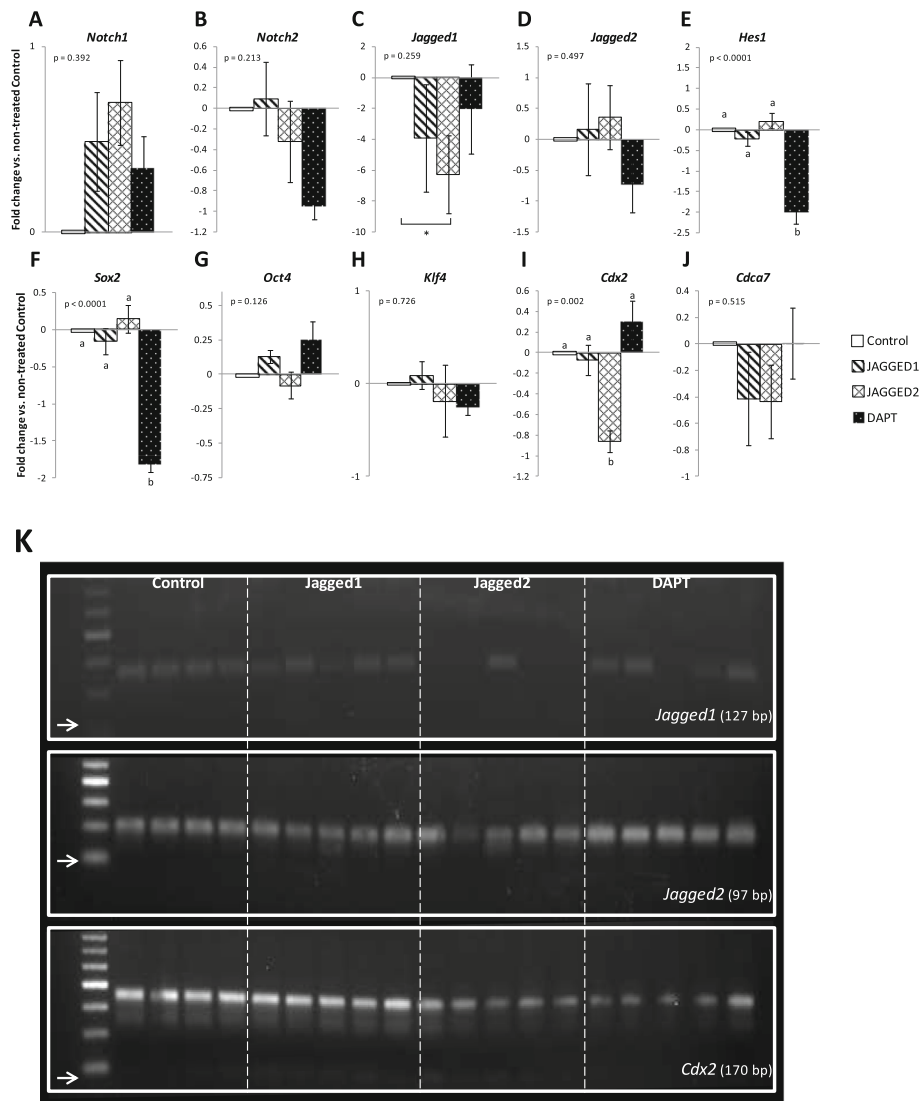 A
Notch1
p = 0.392
Fold change vs. non-treated Control
1
0
B
Notch2
p = 0.213
0.6
0.4
0.2
0
-0.2
-0.4
-0.6
-0.8
-1
-1.2
C
Jagged1
p = 0.259
2
0
-2
-4
-6
-8
-10
*
D
Jagged2
p = 0.497
1.5
1
0.5
0
-0.5
-1
-1.5
E
Hes1
p < 0.0001
2
1.5
1
0.5
0
-0.5
-1
-1.5
-2
-2.5
a
a
a
b
F
Sox2
p < 0.0001
Fold change vs. non-treated Control
0.5
0
-0.5
-1
-1.5
-2
a
a
a
b
G
Oct4
p = 0.126
0.5
0.25
0
-0.25
-0.5
-0.75
H
Klf4
p = 0.726
1
0
-1
I
Cdx2
p = 0.002
0.6
0.4
0.2
0
-0.2
-0.4
-0.6
-0.8
-1
-1.2
a
a
a
b
J
Cdca7
p = 0.515
0.4
0.2
0
-0.2
-0.4
-0.6
-0.8
-1
Control
JAGGED1
JAGGED2
DAPT
K
Control Jagged1 Jagged2 DAPT
Jagged1 (127 bp)
Jagged2 (97 bp)
Cdx2 (170 bp)